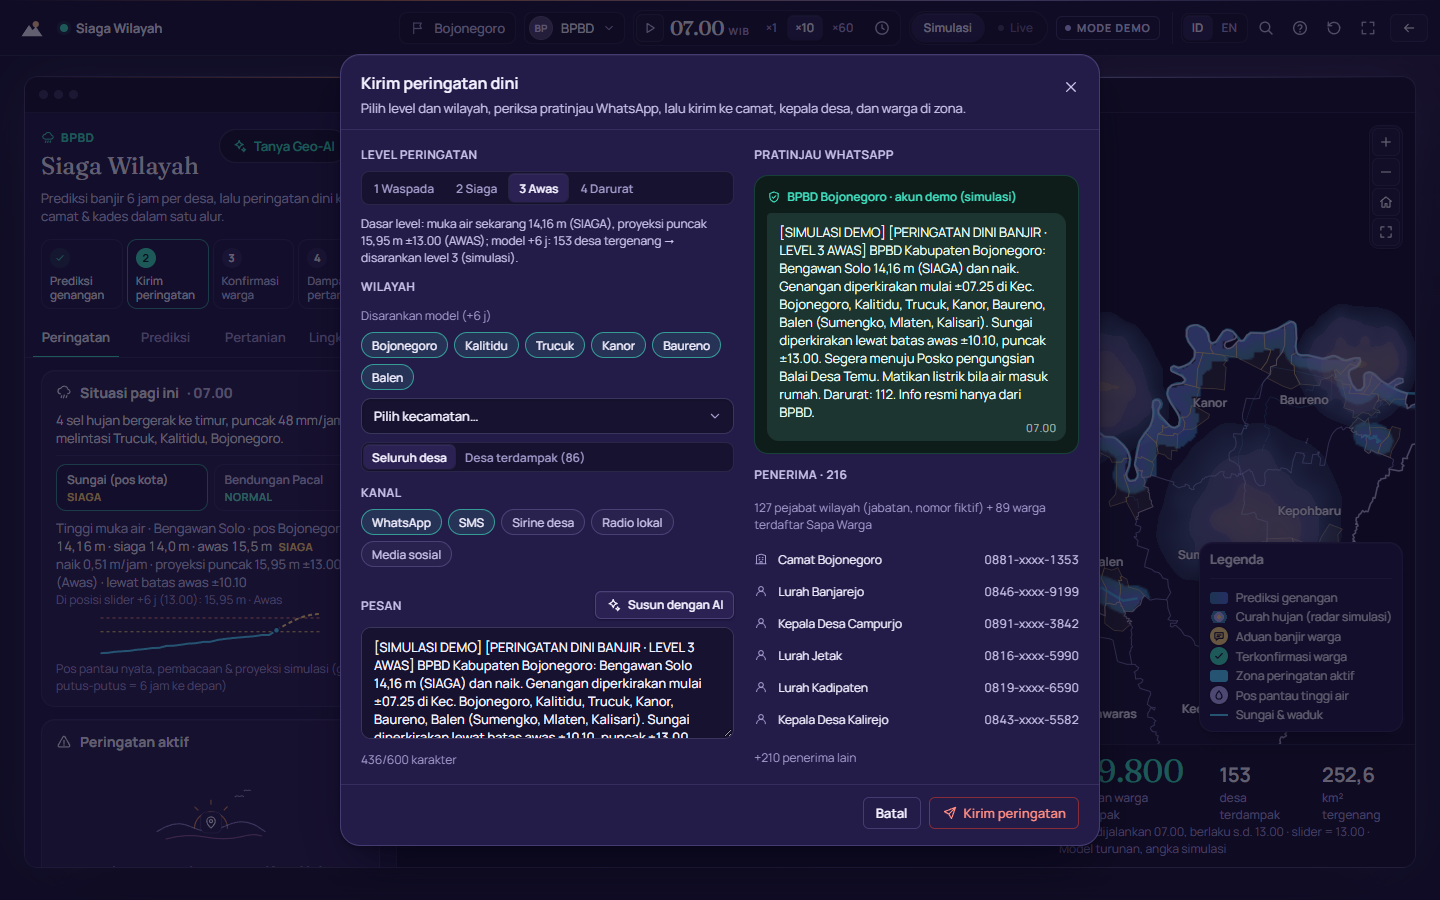 Siaga Wilayah
Bojonegoro
BP BPBD
07.00 WIB
×1 ×10 ×60
Simulasi
Live
MODE DEMO
ID EN
Kirim peringatan dini
Pilih level dan wilayah, periksa pratinjau WhatsApp, lalu kirim ke camat, kepala desa, dan warga di zona.
LEVEL PERINGATAN
1 Waspada 2 Siaga 3 Awas 4 Darurat
Dasar level: muka air sekarang 14,16 m (SIAGA), proyeksi puncak
15,95 m ±13.00 (AWAS); model +6 j: 153 desa tergenang →
disarankan level 3 (simulasi).
WILAYAH
Disarankan model (+6 j)
Bojonegoro Kalitidu Trucuk Kanor Baureno
Balen
Pilih kecamatan...
Seluruh desa Desa terdampak (86)
KANAL
WhatsApp SMS Sirine desa Radio lokal
Media sosial
PESAN
Susun dengan AI
[SIMULASI DEMO] [PERINGATAN DINI BANJIR · LEVEL 3
AWAS] BPBD Kabupaten Bojonegoro: Bengawan Solo
14,16 m (SIAGA) dan naik. Genangan diperkirakan mulai
±07.25 di Kec. Bojonegoro, Kalitidu, Trucuk, Kanor,
Baureno, Balen (Sumengko, Mlaten, Kalisari). Sungai
diperkirakan lewat batas awas ±10.10, puncak ±13.00.
436/600 karakter
PRATINJAU WHATSAPP
BPBD Bojonegoro · akun demo (simulasi)
[SIMULASI DEMO] [PERINGATAN DINI BANJIR ·
LEVEL 3 AWAS] BPBD Kabupaten Bojonegoro:
Bengawan Solo 14,16 m (SIAGA) dan naik.
Genangan diperkirakan mulai ±07.25 di Kec.
Bojonegoro, Kalitidu, Trucuk, Kanor, Baureno,
Balen (Sumengko, Mlaten, Kalisari). Sungai
diperkirakan lewat batas awas ±10.10, puncak
±13.00. Segera menuju Posko pengungsian
Balai Desa Temu. Matikan listrik bila air masuk
rumah. Darurat: 112. Info resmi hanya dari
BPBD.
07.00
PENERIMA · 216
127 pejabat wilayah (jabatan, nomor fiktif) + 89 warga
terdaftar Sapa Warga
Camat Bojonegoro 0881-xxxx-1353
Lurah Banjarejo 0846-xxxx-9199
Kepala Desa Campurjo 0891-xxxx-3842
Lurah Jetak 0816-xxxx-5990
Lurah Kadipaten 0819-xxxx-6590
Kepala Desa Kalirejo 0843-xxxx-5582
+210 penerima lain
Batal
Kirim peringatan
BPBD
Siaga Wilayah
Tanya Geo-AI
Prediksi banjir 6 jam per desa, lalu peringatan dini k
camat & kades dalam satu alur.
Prediksi
genangan
2
Kirim
peringatan
3
Konfirmasi
warga
4
Damp
pertar
Peringatan Prediksi Pertanian Lingk
Situasi pagi ini · 07.00
4 sel hujan bergerak ke timur, puncak 48 mm/jam
melintasi Trucuk, Kalitidu, Bojonegoro.
Sungai (pos kota)
SIAGA
Bendungan Pacal
NORMAL
Tinggi muka air · Bengawan Solo · pos Bojonegor
14,16 m · siaga 14,0 m · awas 15,5 m SIAGA
naik 0,51 m/jam · proyeksi puncak 15,95 m ±13.00
(Awas) · lewat batas awas ±10.10
Di posisi slider +6 j (13.00): 15,95 m · Awas
Pos pantau nyata, pembacaan & proyeksi simulasi (g
putus-putus = 6 jam ke depan)
Peringatan aktif
Kanor
Baureno
Kepohbaru
Sum
alen
waras
Ked
Legenda
Prediksi genangan
Curah hujan (radar simulasi)
Aduan banjir warga
Terkonfirmasi warga
Zona peringatan aktif
Pos pantau tinggi air
Sungai & waduk
9.800
an warga
pak
153
desa
terdampak
252,6
km²
tergenang
dijalankan 07.00, berlaku s.d. 13.00 · slider = 13.00 ·
Model turunan, angka simulasi